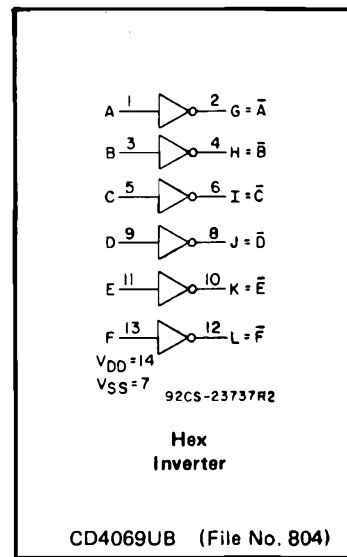 A 1 2 G = A̅
B 3 4 H = B̅
C 5 6 I = C̅
D 9 8 J = D̅
E 11 10 K = E̅
F 13 12 L = F̅
VDD = 14
VSS = 7
92CS-23737R2
Hex
Inverter
CD4069UB (File No. 804)